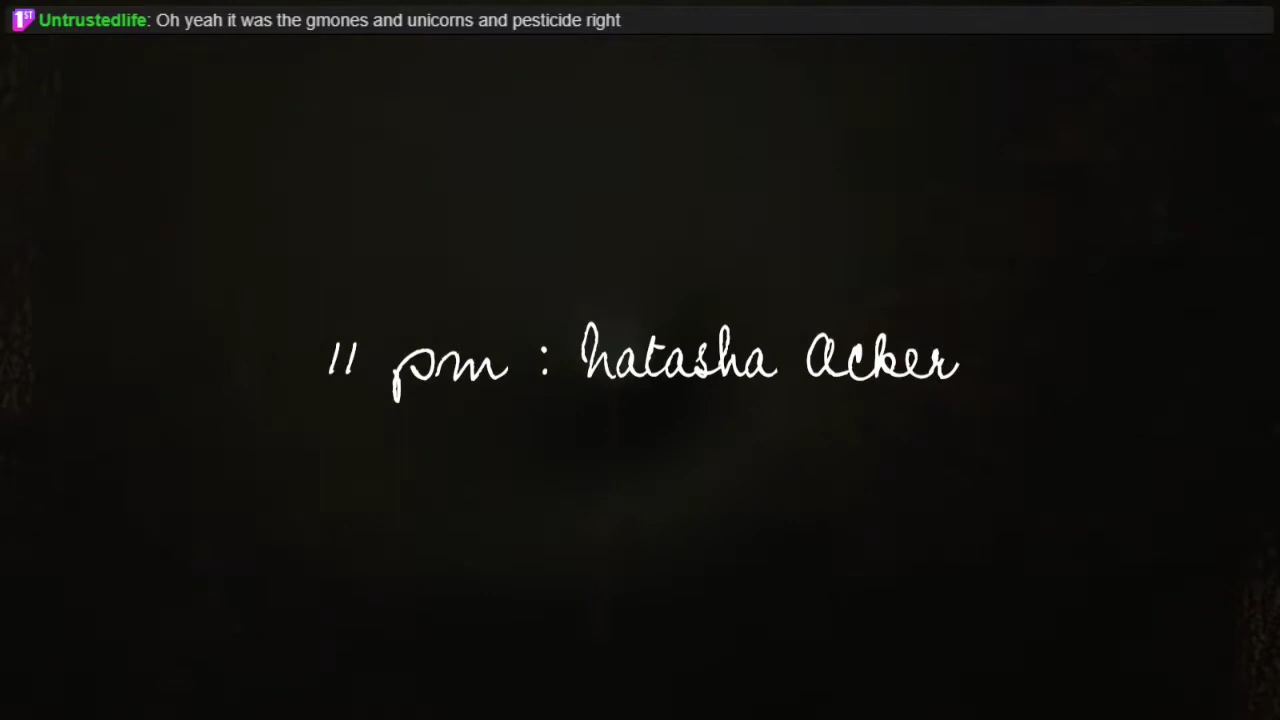 1ST Untrustedlife: Oh yeah it was the gmones and unicorns and pesticide right
11 pm : Natasha Acker